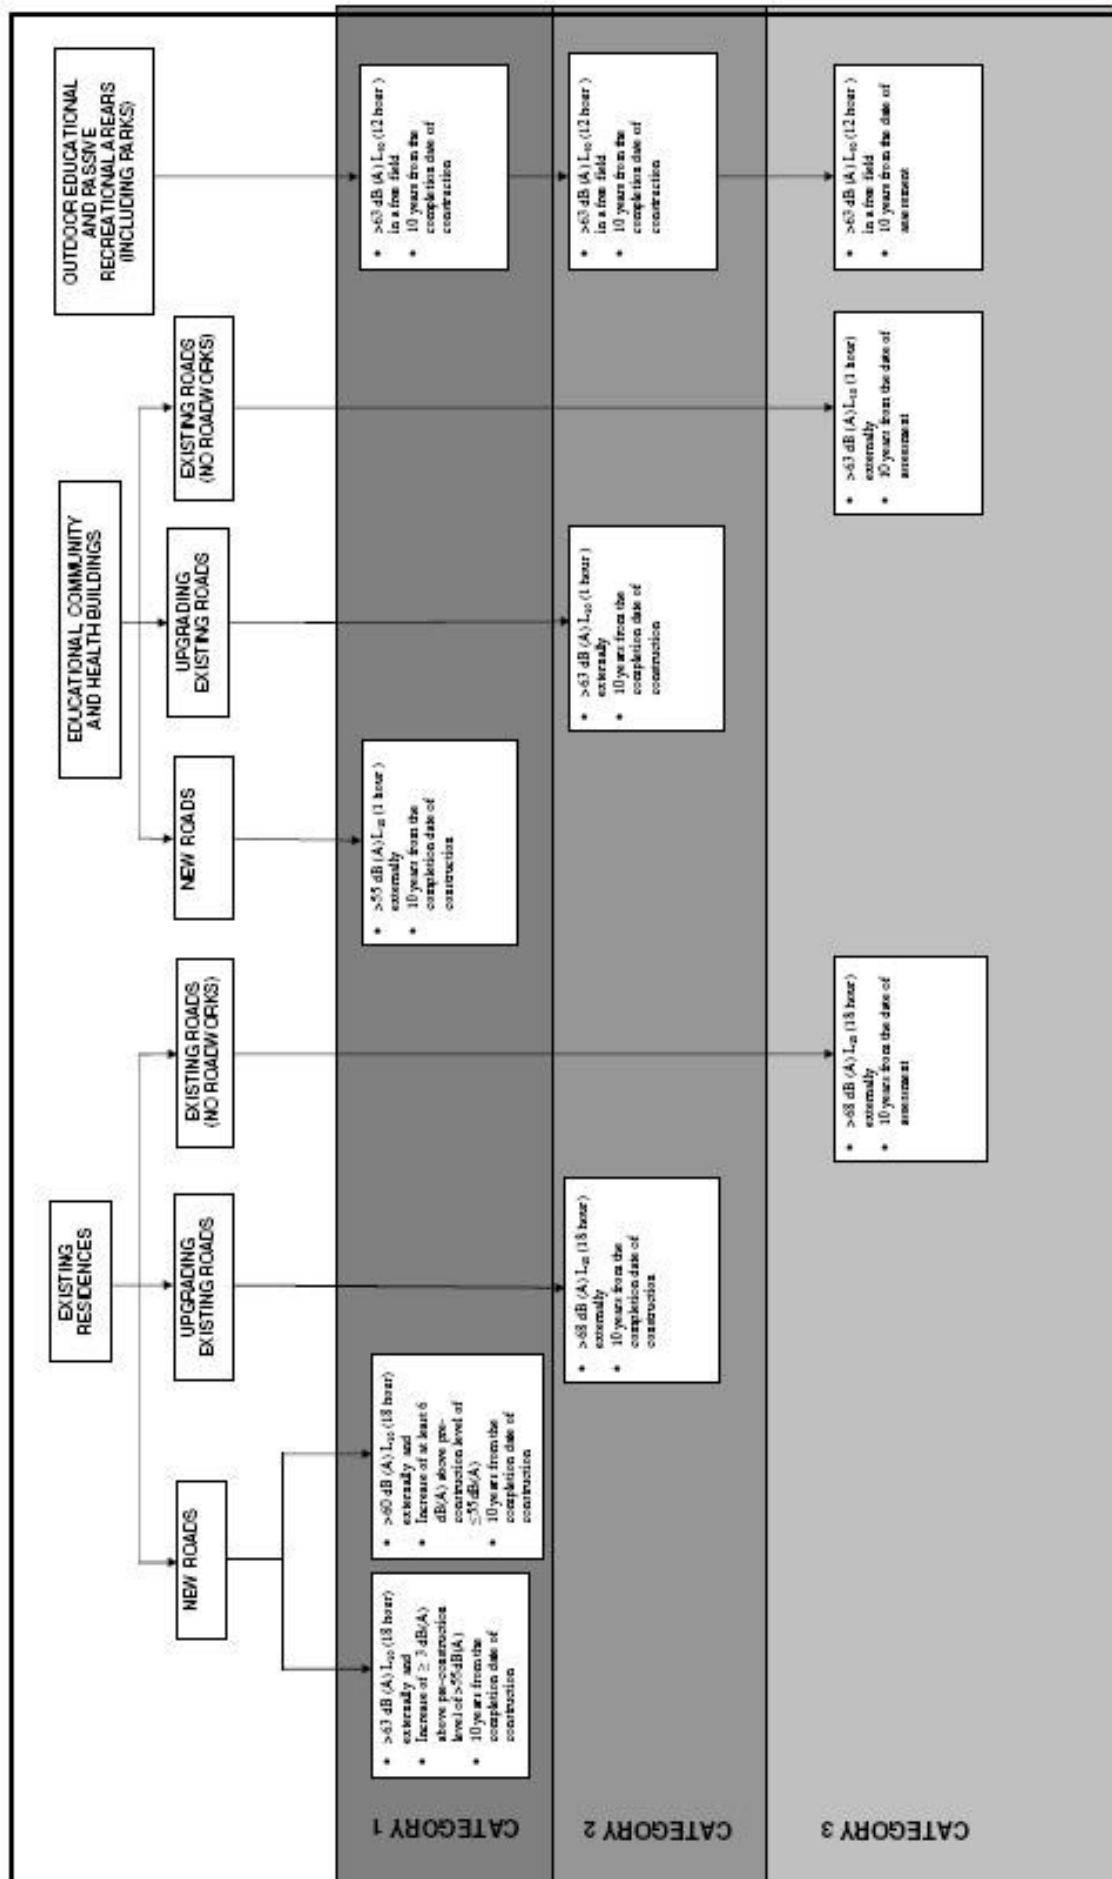 EXISTING
RESIDENCES
EDUCATIONAL, COMMUNITY
AND HEALTH BUILDINGS
OUTDOOR EDUCATIONAL
AND PASSIVE
RECREATIONAL AREARS
(INCLUDING PARKS)
NEW ROADS
UPGRADING
EXISTING ROADS
EXISTING ROADS
(NO ROADWORKS)
NEW ROADS
UPGRADING
EXISTING ROADS
EXISTING ROADS
(NO ROADWORKS)
CATEGORY 1
• >63 dB (A) L₁₀ (18 hour)
externally and
• Increase of ≥ 3 dB(A)
above pre-construction
level of >55dB(A)
• 10 years from the
completion date of
construction
• >60 dB (A) L₁₀ (18 hour)
externally and
• Increase of at least 6
dB(A) above pre-
construction level of
≤55dB(A)
• 10 years from the
completion date of
construction
• >55 dB (A) L₁₀ (1 hour)
externally
• 10 years from the
completion date of
construction
• >63 dB (A) L₁₀ (12 hour)
in a free field
• 10 years from the
completion date of
construction
CATEGORY 2
• >68 dB (A) L₁₀ (18 hour)
externally
• 10 years from the
completion date of
construction
• >63 dB (A) L₁₀ (1 hour)
externally
• 10 years from the
completion date of
construction
• >63 dB (A) L₁₀ (12 hour)
in a free field
• 10 years from the
completion date of
construction
CATEGORY 3
• >68 dB (A) L₁₀ (18 hour)
externally
• 10 years from the date of
assessment
• >63 dB (A) L₁₀ (1 hour)
externally
• 10 years from the date of
assessment
• >63 dB (A) L₁₀ (12 hour)
in a free field
• 10 years from the date of
assessment